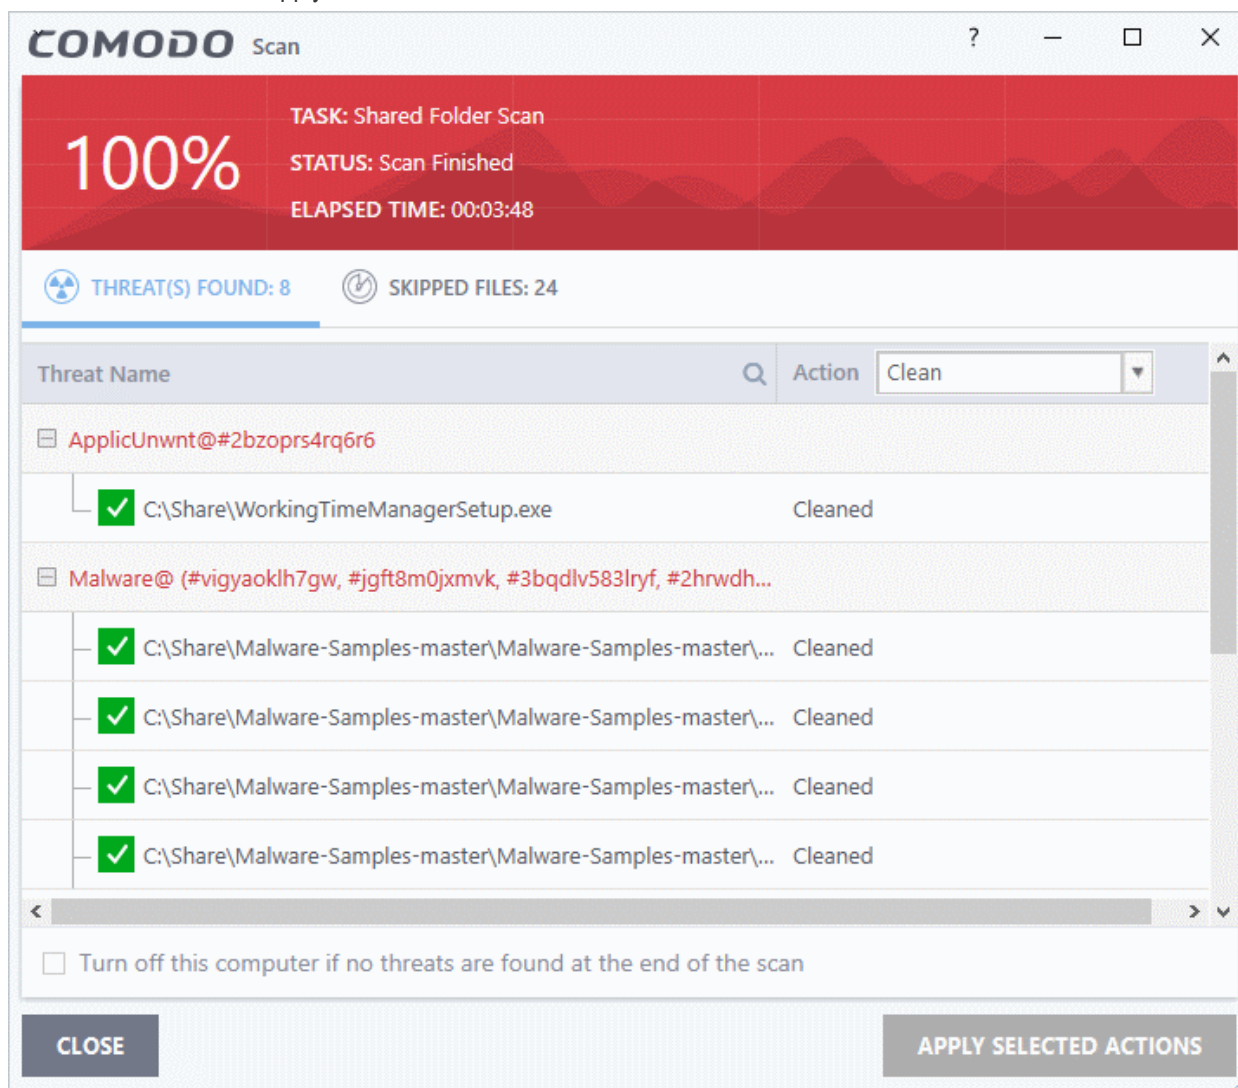 COMODO Scan ?
100%
TASK: Shared Folder Scan
STATUS: Scan Finished
ELAPSED TIME: 00:03:48
THREAT(S) FOUND: 8 SKIPPED FILES: 24
Threat Name Action Clean
ApplicUnwnt@#2bzoprs4rq6r6
C:\Share\WorkingTimeManagerSetup.exe Cleaned
Malware@ (#vigyaoklh7gw, #jgft8m0jxmvk, #3bqdlv583lryf, #2hrwdh...
C:\Share\Malware-Samples-master\Malware-Samples-master\... Cleaned
C:\Share\Malware-Samples-master\Malware-Samples-master\... Cleaned
C:\Share\Malware-Samples-master\Malware-Samples-master\... Cleaned
C:\Share\Malware-Samples-master\Malware-Samples-master\... Cleaned
Turn off this computer if no threats are found at the end of the scan
CLOSE APPLY SELECTED ACTIONS